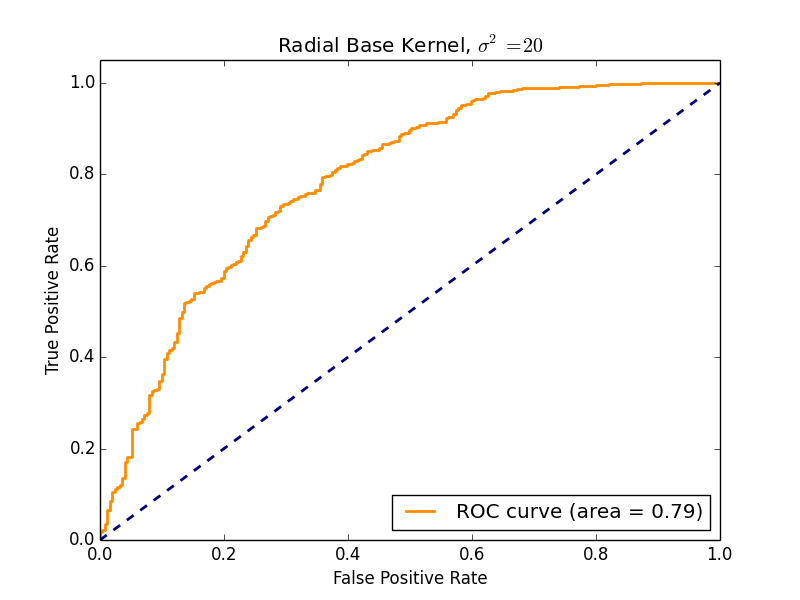 Radial Base Kernel, σ² = 20
True Positive Rate
1.0
0.8
0.6
0.4
0.2
0.0
0.0 0.2 0.4 0.6 0.8 1.0
False Positive Rate
ROC curve (area = 0.79)